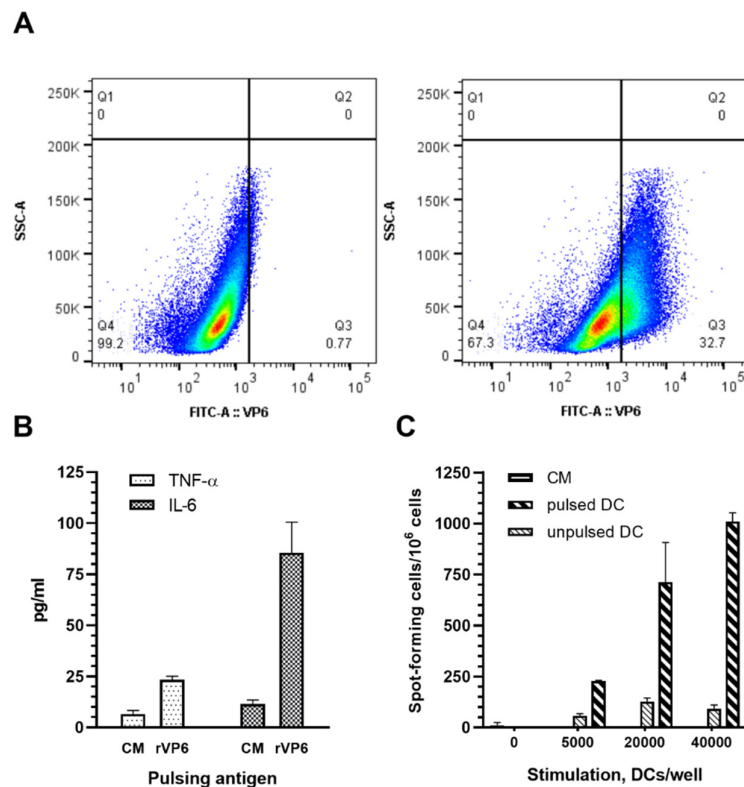 A
250K
200K
150K
100K
50K
0
SSC-A
Q1
0
Q2
0
Q4
99.2
Q3
0.77
10^1
10^2
10^3
10^4
10^5
FITC-A :: VP6
250K
200K
150K
100K
50K
0
SSC-A
Q1
0
Q2
0
Q4
67.3
Q3
32.7
10^1
10^2
10^3
10^4
10^5
FITC-A :: VP6
B
125
100
75
50
25
0
pg/ml
TNF-α
IL-6
CM rVP6 CM rVP6
Pulsing antigen
C
1250
1000
750
500
250
0
Spot-forming cells/10^6 cells
CM
pulsed DC
unpulsed DC
0 5000 20000 40000
Stimulation, DCs/well